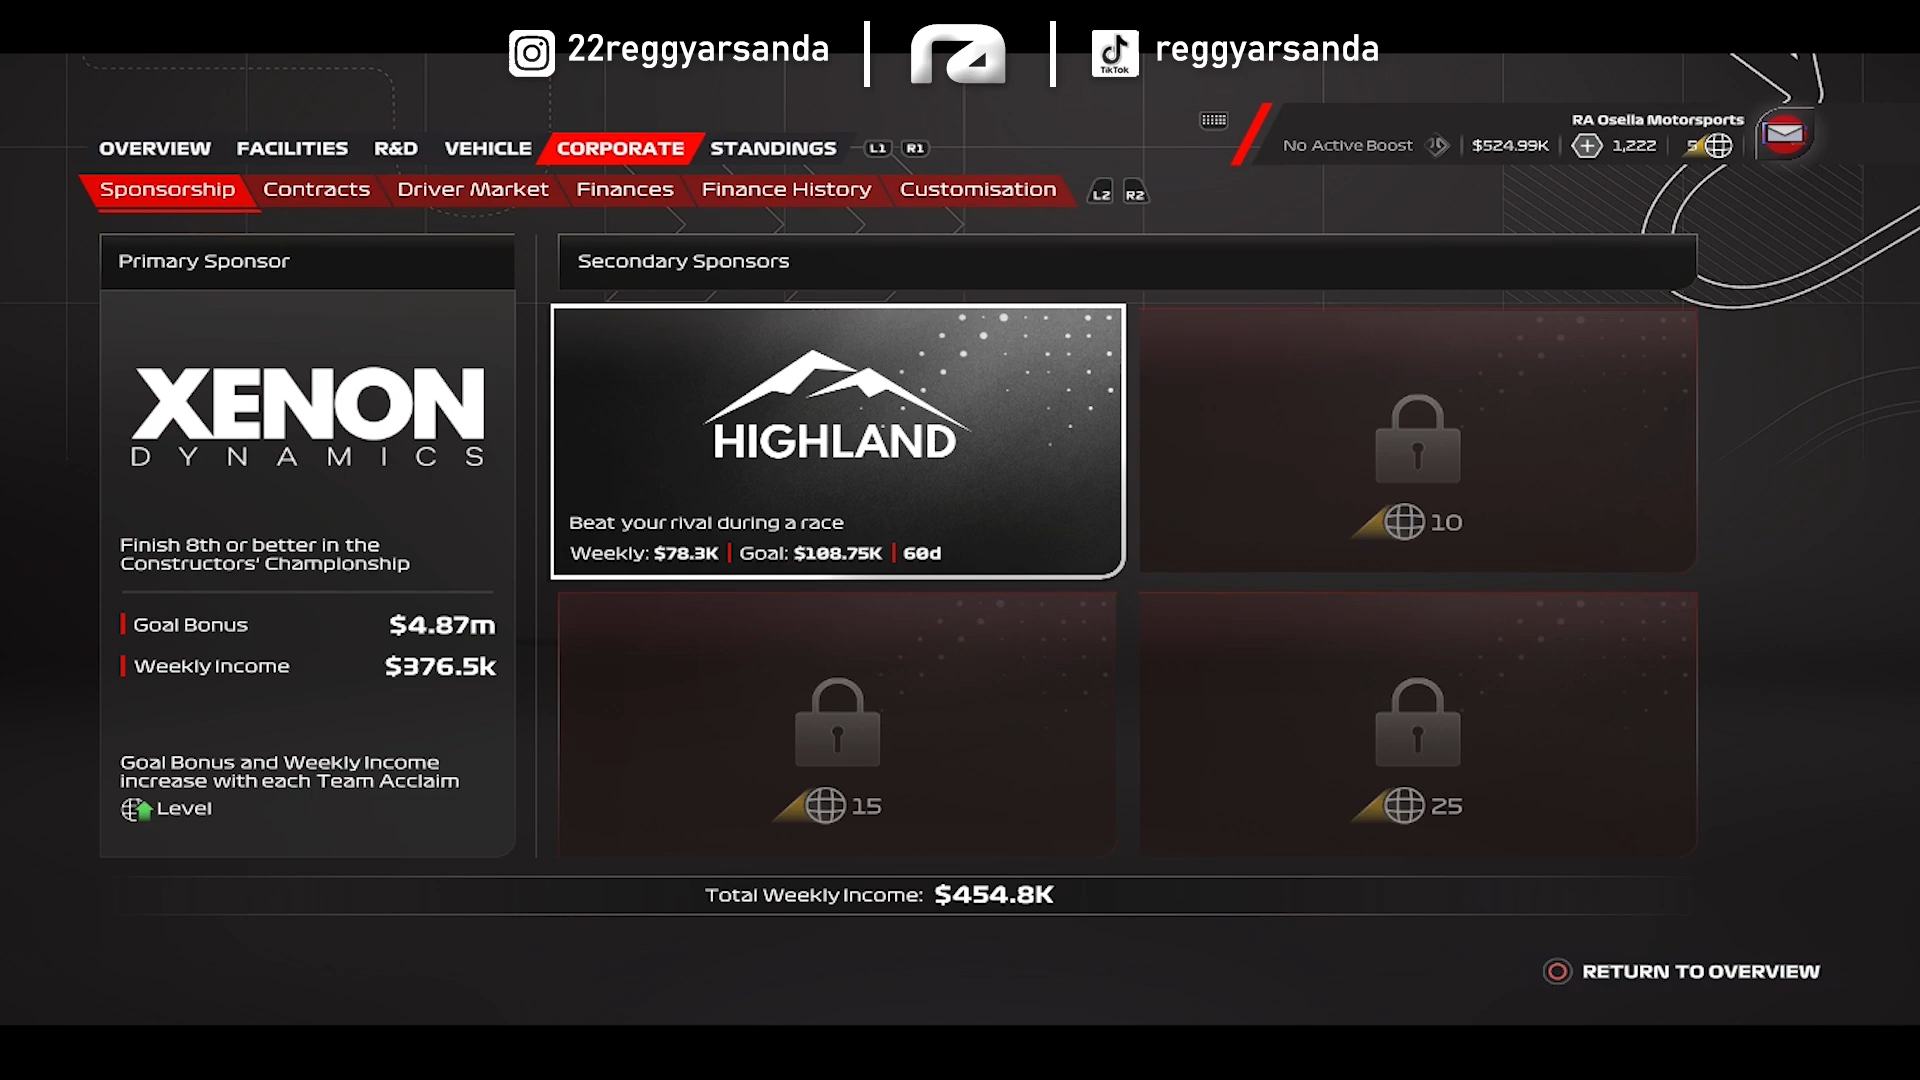 22reggyarsanda
TikTok
reggyarsanda
RA Osella Motorsports
No Active Boost
$524.99K
1,222
5
OVERVIEW FACILITIES R&D VEHICLE CORPORATE STANDINGS L1 R1
Sponsorship Contracts Driver Market Finances Finance History Customisation L2 R2
Primary Sponsor
XENON
DYNAMICS
Finish 8th or better in the
Constructors' Championship
Goal Bonus $4.87m
Weekly Income $376.5k
Goal Bonus and Weekly Income
increase with each Team Acclaim
Level
Secondary Sponsors
HIGHLAND
Beat your rival during a race
Weekly: $78.3K Goal: $108.75K 60d
10
15
25
Total Weekly Income: $454.8K
RETURN TO OVERVIEW